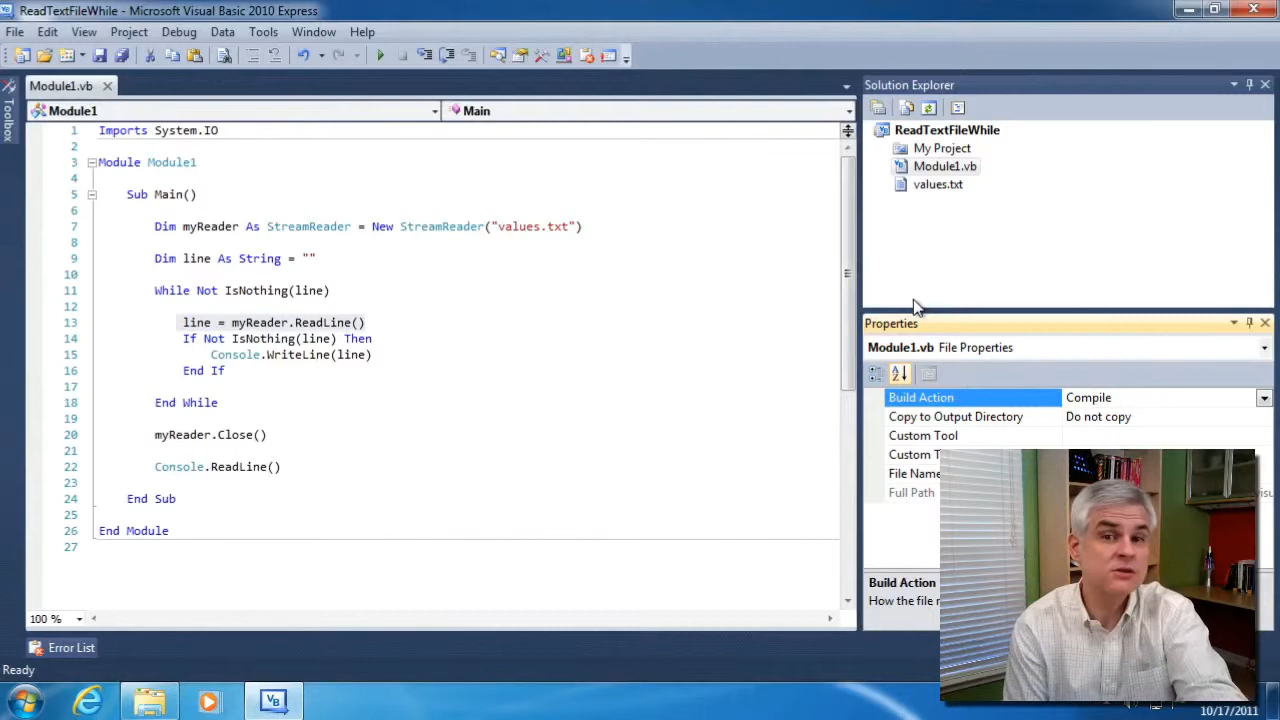 ReadTextFileWhile - Microsoft Visual Basic 2010 Express
File Edit View Project Debug Data Tools Window Help
Module1.vb
Module1
Main
Toolbox
1 Imports System.IO
2
3 Module Module1
4
5 Sub Main()
6
7 Dim myReader As StreamReader = New StreamReader("values.txt")
8
9 Dim line As String = ""
10
11 While Not IsNothing(line)
12
13 line = myReader.ReadLine()
14 If Not IsNothing(line) Then
15 Console.WriteLine(line)
16 End If
17
18 End While
19
20 myReader.Close()
21
22 Console.ReadLine()
23
24 End Sub
25
26 End Module
27
100 %
Error List
Ready
Solution Explorer
ReadTextFileWhile
My Project
Module1.vb
values.txt
Properties
Module1.vb File Properties
Build Action Compile
Copy to Output Directory Do not copy
Custom Tool
Custom T
File Name
Full Path
Build Action
How the file
10/17/2011